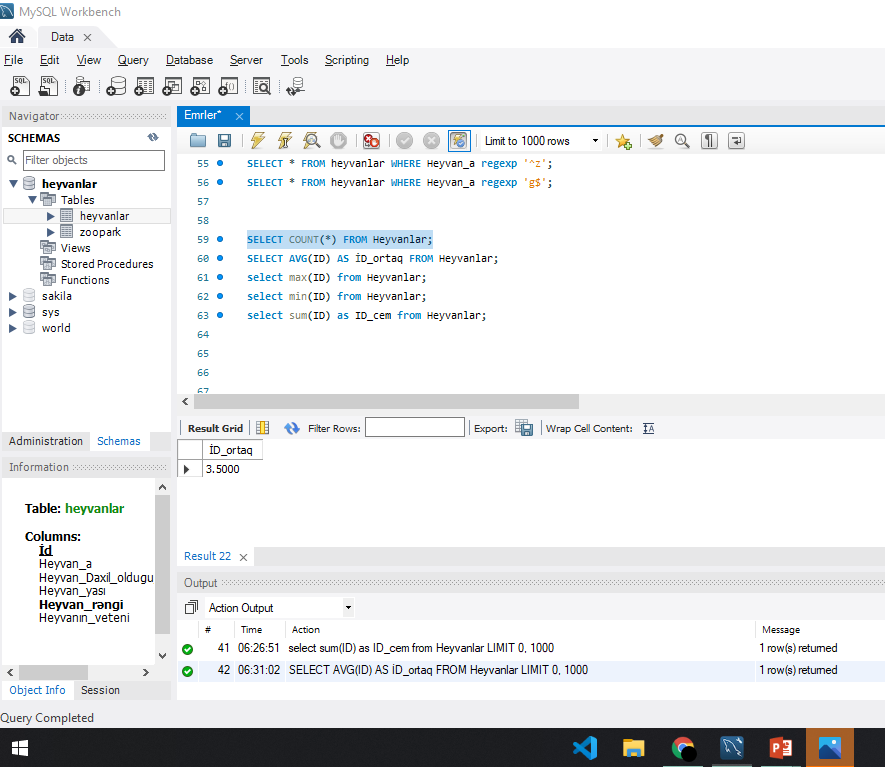 MySQL Workbench
Data
File Edit View Query Database Server Tools Scripting Help
Navigator
SCHEMAS
Filter objects
heyvanlar
Tables
heyvanlar
zoopark
Views
Stored Procedures
Functions
sakila
sys
world
Administration Schemas
Information
Table: heyvanlar
Columns:
İd
Heyvan_a
Heyvan_Daxil_oldugu
Heyvan_yası
Heyvan_rəngi
Heyvanın_veteni
Object Info Session
Query Completed
Emrler*
Limit to 1000 rows
55 SELECT * FROM heyvanlar WHERE Heyvan_a regexp '^z';
56 SELECT * FROM heyvanlar WHERE Heyvan_a regexp 'g$';
57
58
59 SELECT COUNT(*) FROM Heyvanlar;
60 SELECT AVG(ID) AS İD_ortaq FROM Heyvanlar;
61 select max(ID) from Heyvanlar;
62 select min(ID) from Heyvanlar;
63 select sum(ID) as ID_cem from Heyvanlar;
64
65
66
67
Result Grid Filter Rows: Export: Wrap Cell Content:
İD_ortaq
3.5000
Result 22
Output
Action Output
# Time Action Message
41 06:26:51 select sum(ID) as ID_cem from Heyvanlar LIMIT 0, 1000 1 row(s) returned
42 06:31:02 SELECT AVG(ID) AS İD_ortaq FROM Heyvanlar LIMIT 0, 1000 1 row(s) returned